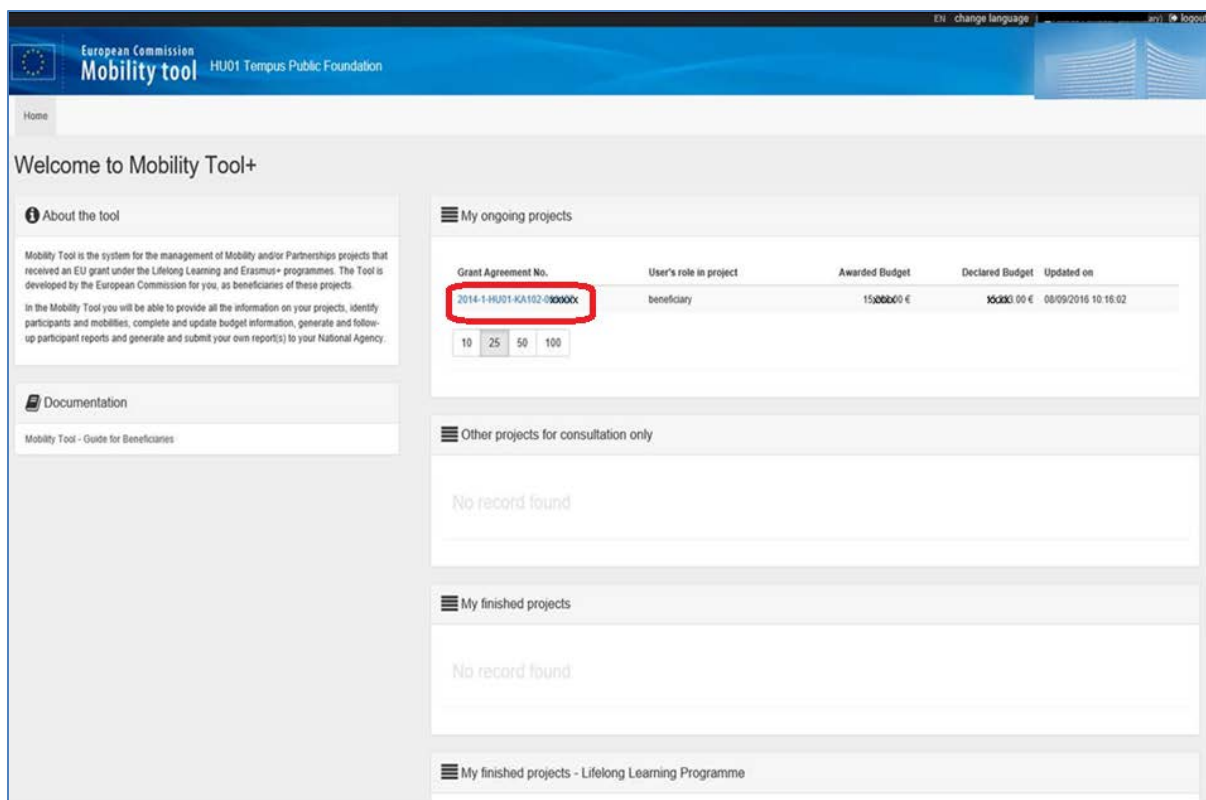 EN change language | ary) logout
European Commission
Mobility tool HU01 Tempus Public Foundation
Home
Welcome to Mobility Tool+
About the tool
Mobility Tool is the system for the management of Mobility and/or Partnerships projects that
received an EU grant under the Lifelong Learning and Erasmus+ programmes. The Tool is
developed by the European Commission for you, as beneficiaries of these projects.
In the Mobility Tool you will be able to provide all the information on your projects, identify
participants and mobilities, complete and update budget information, generate and follow-
up participant reports and generate and submit your own report(s) to your National Agency.
Documentation
Mobility Tool - Guide for Beneficiaries
My ongoing projects
Grant Agreement No. User's role in project Awarded Budget Declared Budget Updated on
2014-1-HU01-KA102- beneficiary € .00 € 08/09/2016 10:16:02
10 25 50 100
Other projects for consultation only
No record found
My finished projects
No record found
My finished projects - Lifelong Learning Programme